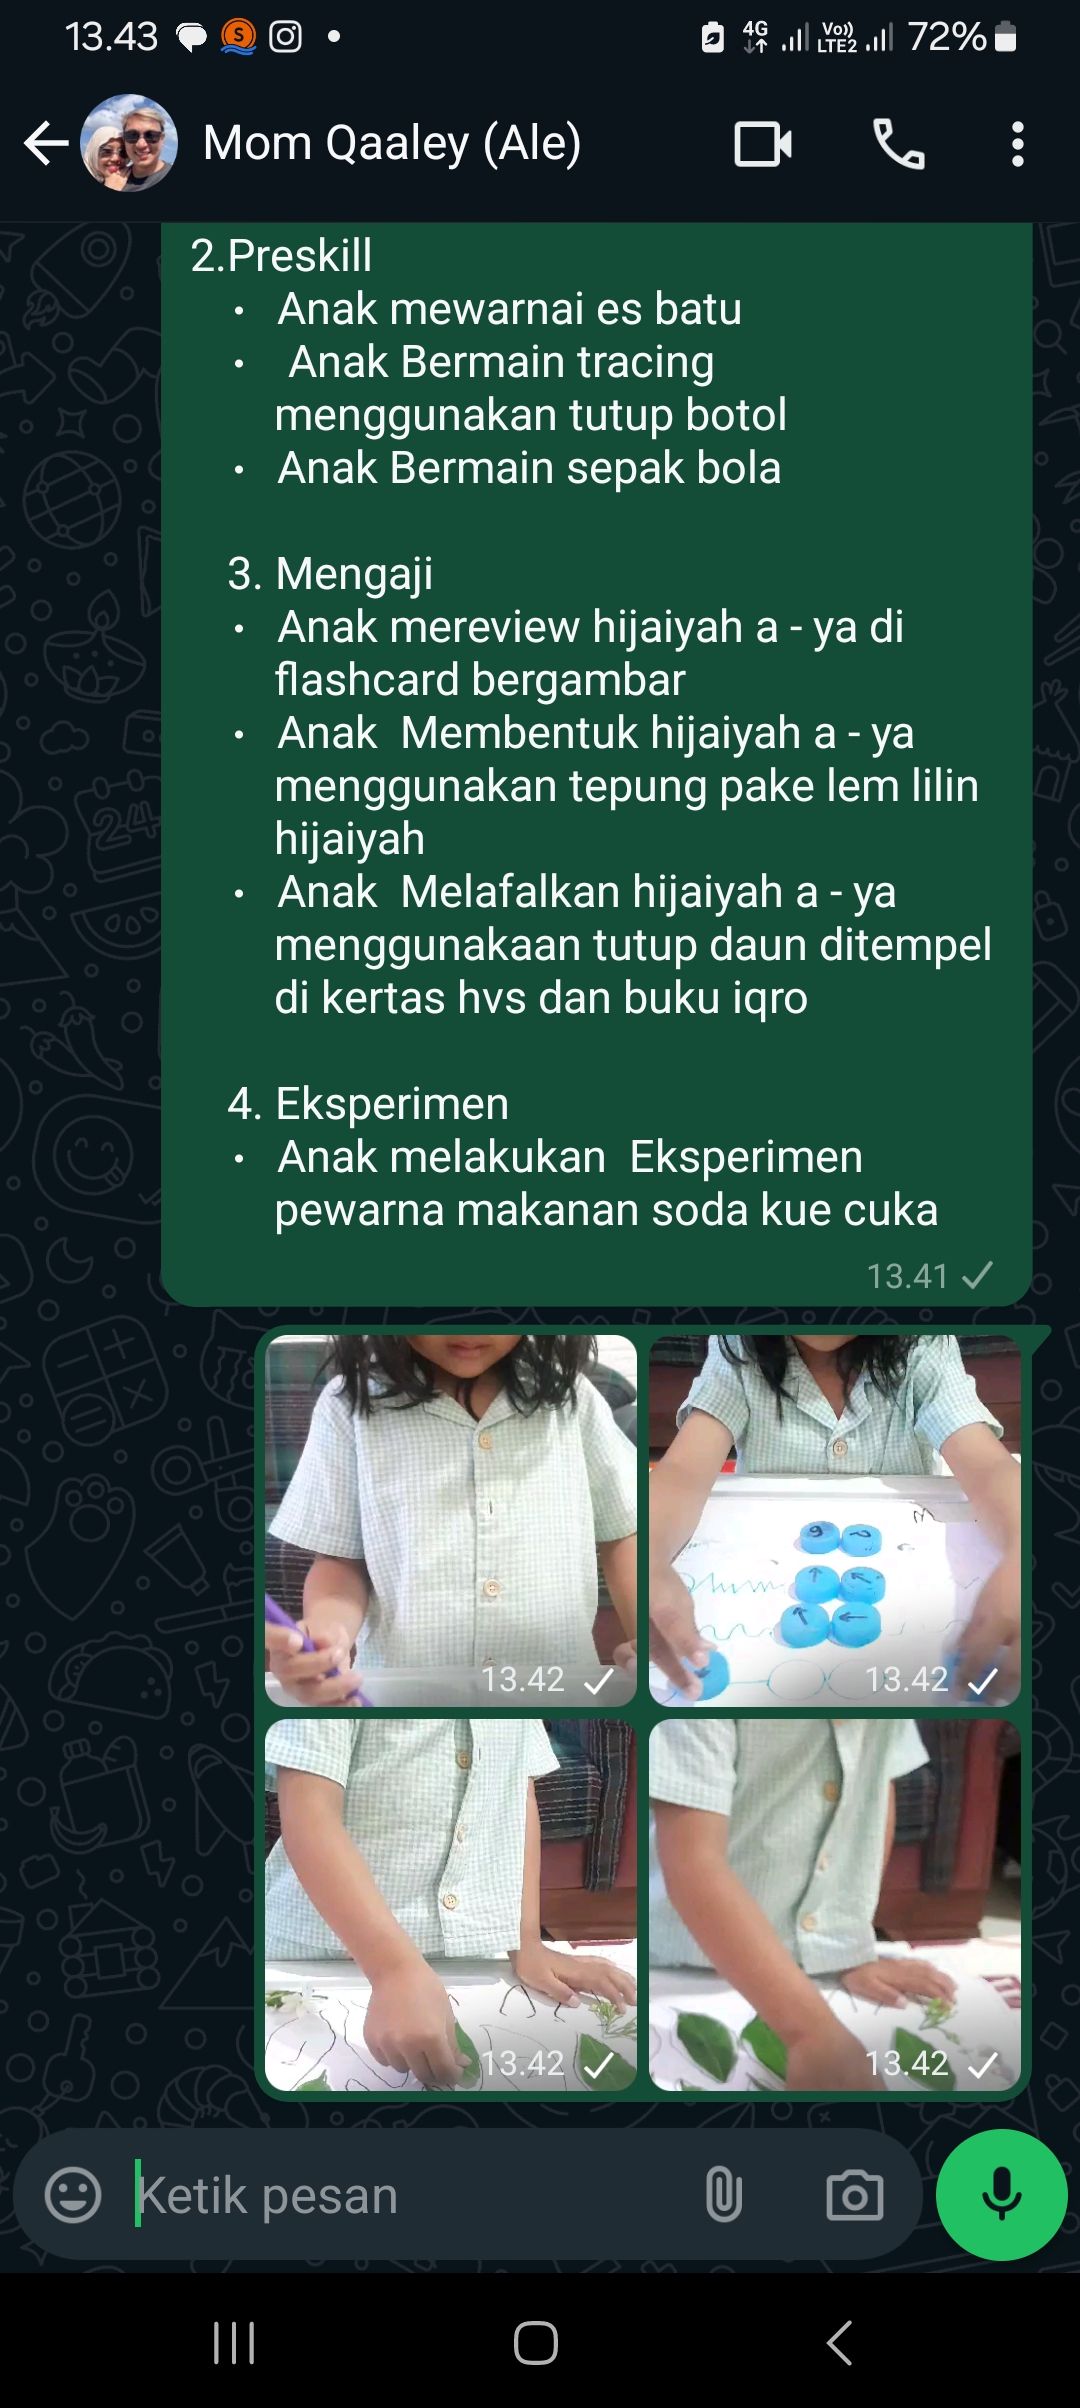 13.43
4G
Vo))
LTE2
72%
Mom Qaaley (Ale)
2.Preskill
• Anak mewarnai es batu
• Anak Bermain tracing
menggunakan tutup botol
• Anak Bermain sepak bola
3. Mengaji
• Anak mereview hijaiyah a - ya di
flashcard bergambar
• Anak  Membentuk hijaiyah a - ya
menggunakan tepung pake lem lilin
hijaiyah
• Anak  Melafalkan hijaiyah a - ya
menggunakaan tutup daun ditempel
di kertas hvs dan buku iqro
4. Eksperimen
• Anak melakukan  Eksperimen
pewarna makanan soda kue cuka
13.41
13.42
13.42
13.42
13.42
Ketik pesan